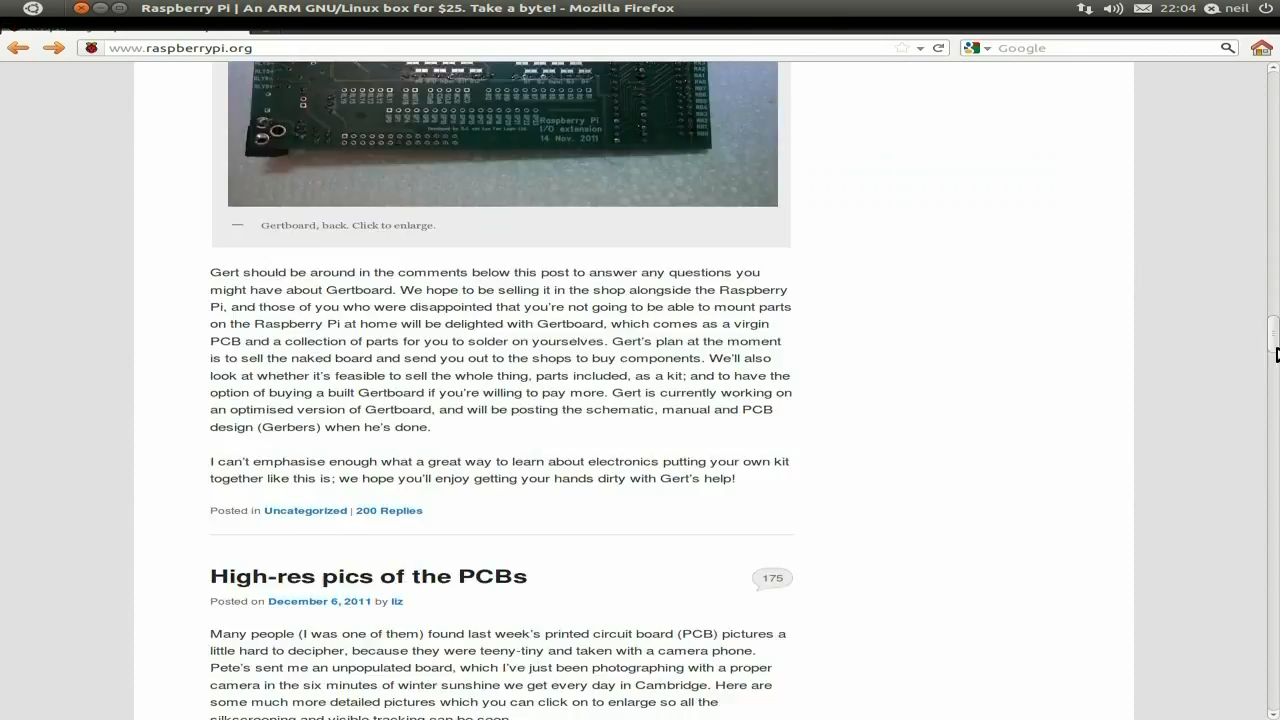 Raspberry Pi | An ARM GNU/Linux box for $25. Take a byte! - Mozilla Firefox
22:04 neil
www.raspberrypi.org
Google
Raspberry Pi
I/O extension
14 Nov. 2011
— Gertboard, back. Click to enlarge.
Gert should be around in the comments below this post to answer any questions you
might have about Gertboard. We hope to be selling it in the shop alongside the Raspberry
Pi, and those of you who were disappointed that you're not going to be able to mount parts
on the Raspberry Pi at home will be delighted with Gertboard, which comes as a virgin
PCB and a collection of parts for you to solder on yourselves. Gert's plan at the moment
is to sell the naked board and send you out to the shops to buy components. We'll also
look at whether it's feasible to sell the whole thing, parts included, as a kit; and to have the
option of buying a built Gertboard if you're willing to pay more. Gert is currently working on
an optimised version of Gertboard, and will be posting the schematic, manual and PCB
design (Gerbers) when he's done.
I can't emphasise enough what a great way to learn about electronics putting your own kit
together like this is; we hope you'll enjoy getting your hands dirty with Gert's help!
Posted in Uncategorized | 200 Replies
High-res pics of the PCBs
175
Posted on December 6, 2011 by liz
Many people (I was one of them) found last week's printed circuit board (PCB) pictures a
little hard to decipher, because they were teeny-tiny and taken with a camera phone.
Pete's sent me an unpopulated board, which I've just been photographing with a proper
camera in the six minutes of winter sunshine we get every day in Cambridge. Here are
some much more detailed pictures which you can click on to enlarge so all the
silkscreening and visible tracking can be seen.